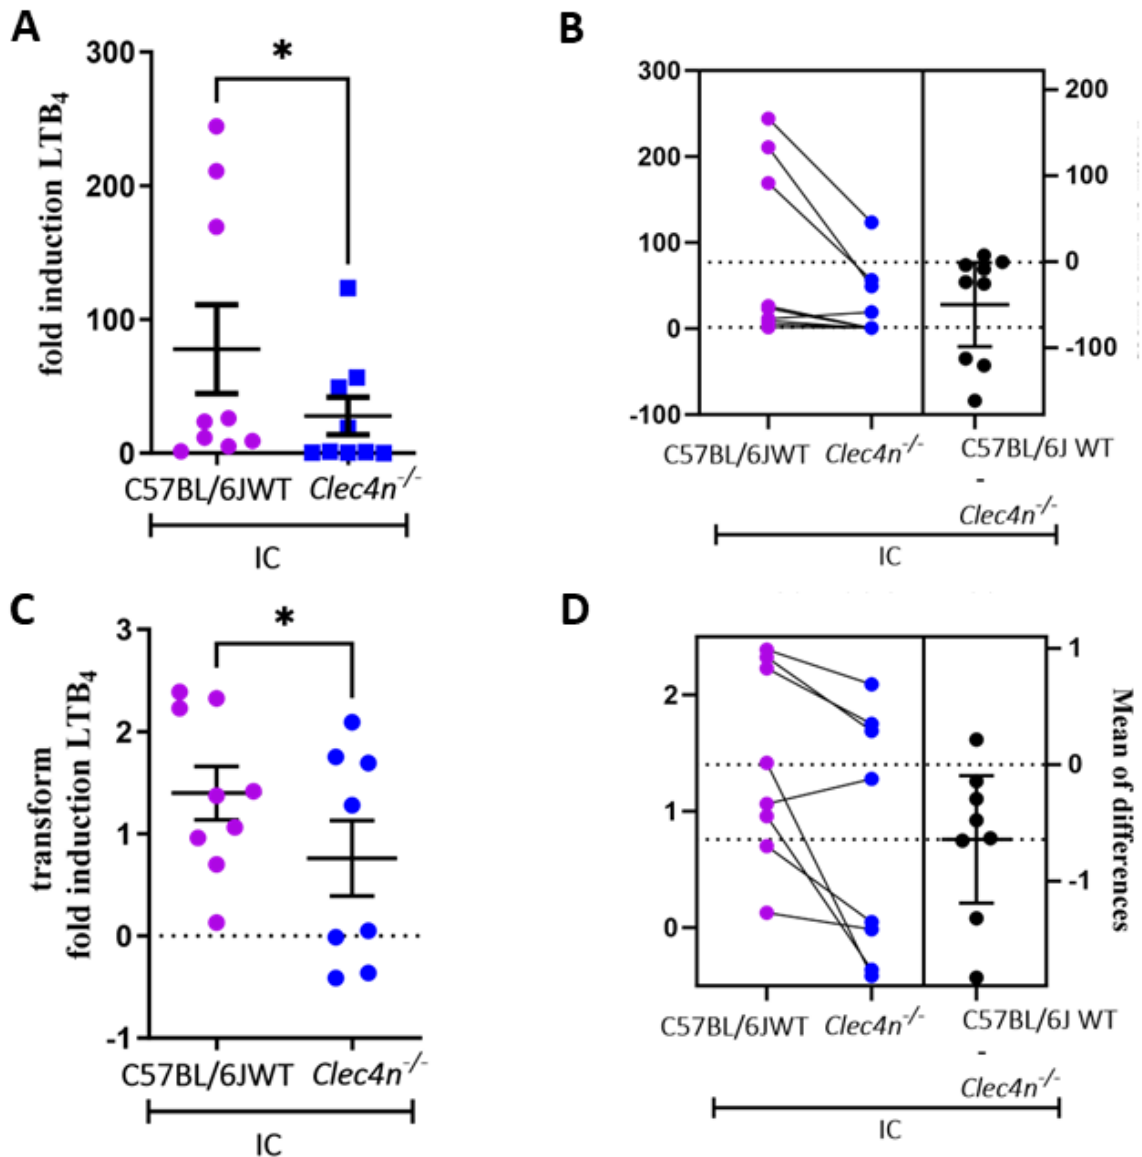 A
fold induction LTB4
300
200
100
0
*
C57BL/6JWT Clec4n-/-
IC
B
300
200
100
0
-100
200
100
0
-100
C57BL/6JWT Clec4n-/- C57BL/6J WT
-
Clec4n-/-
IC
C
transform
fold induction LTB4
3
2
1
0
-1
*
C57BL/6JWT Clec4n-/-
IC
D
2
1
0
1
0
-1
Mean of differences
C57BL/6JWT Clec4n-/- C57BL/6J WT
-
Clec4n-/-
IC